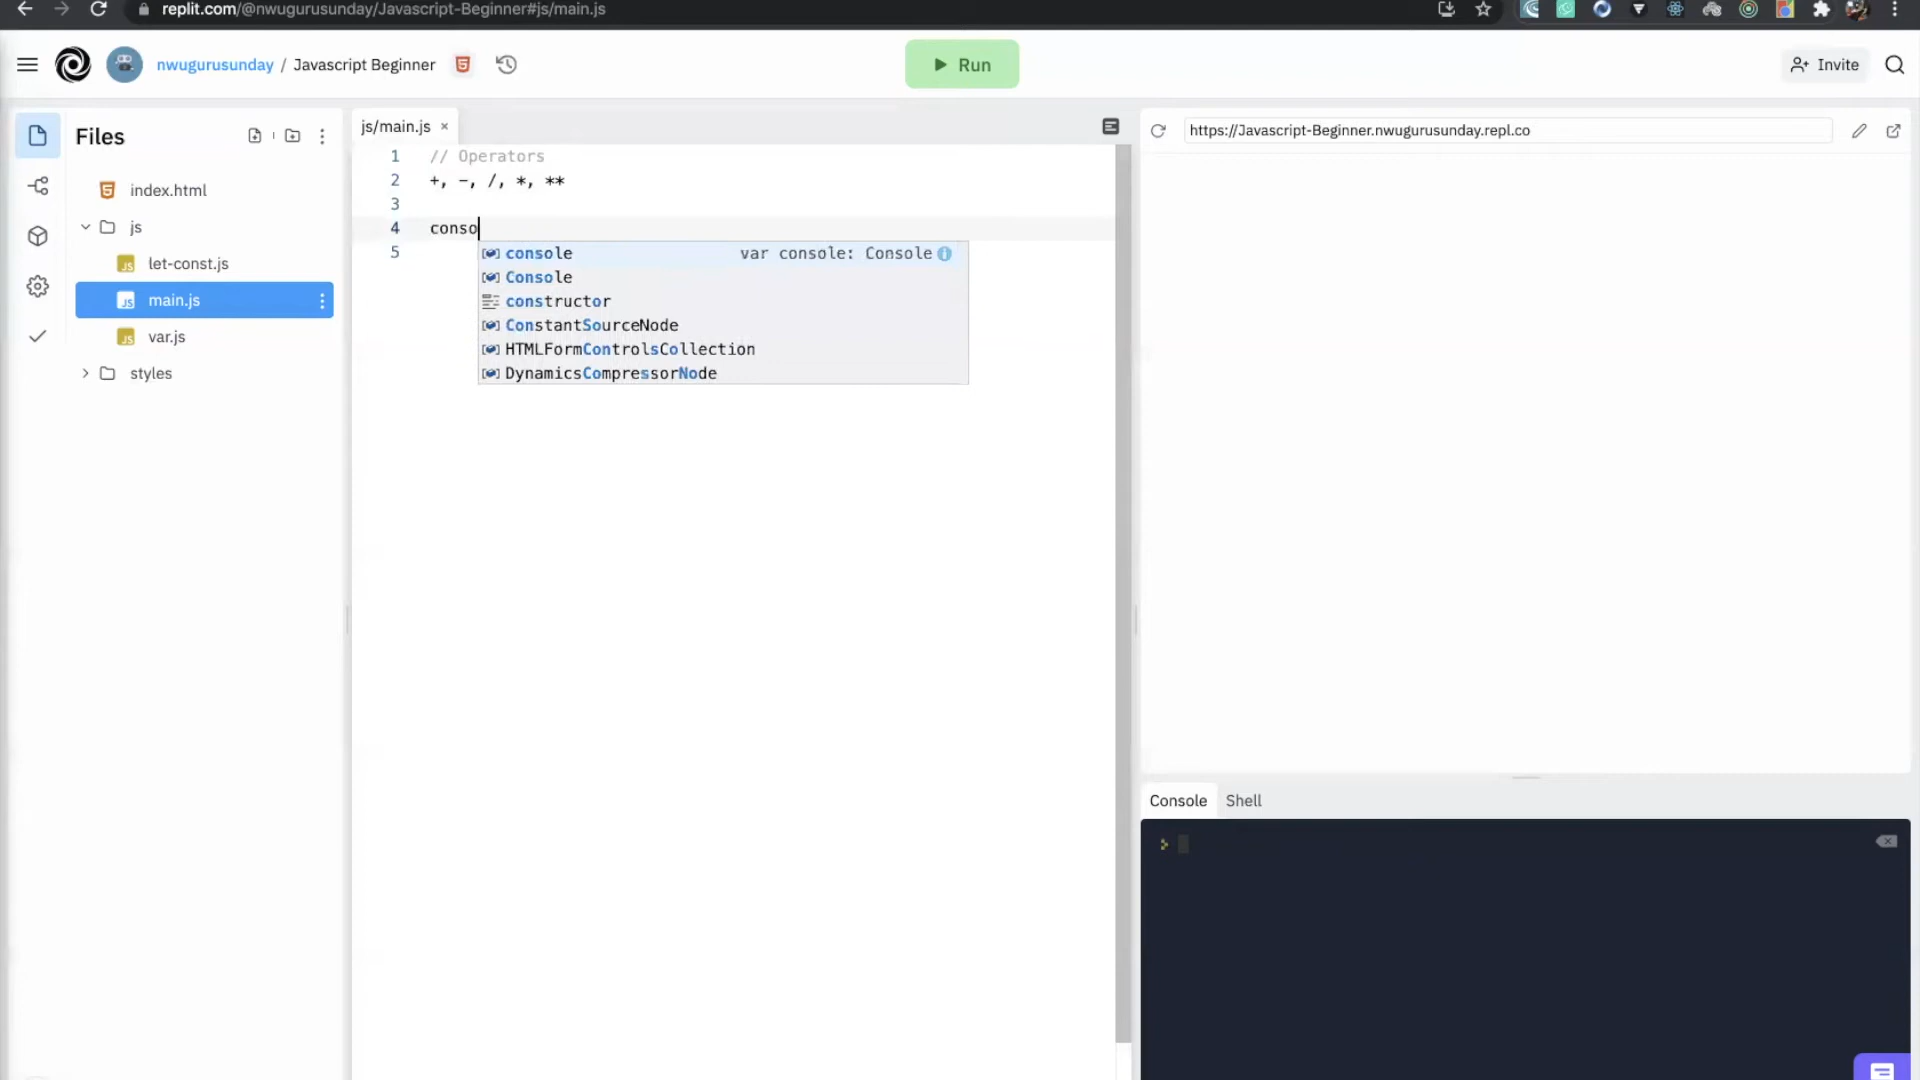 replit.com/@nwugurusunday/Javascript-Beginner#js/main.js
nwugurusunday / Javascript Beginner
Run
Invite
Files
index.html
js
let-const.js
main.js
var.js
styles
js/main.js ×
1 // Operators
2 +, -, /, *, **
3
4 conso
5
console var console: Console
Console
constructor
ConstantSourceNode
HTMLFormControlsCollection
DynamicsCompressorNode
https://Javascript-Beginner.nwugurusunday.repl.co
Console Shell